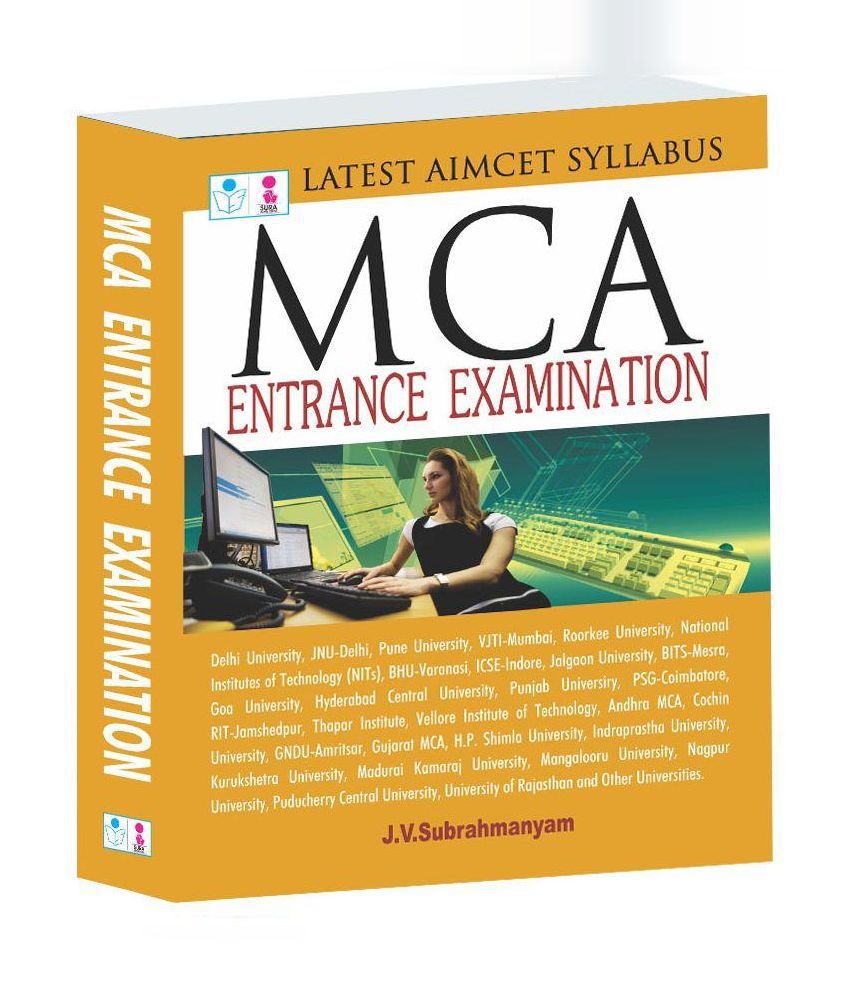 MCA ENTRANCE EXAMINATION
SURA
LATEST AIMCET SYLLABUS
MCA
ENTRANCE EXAMINATION
Delhi University, JNU-Delhi, Pune University, VJTI-Mumbai, Roorkee University, National
Institutes of Technology (NITs), BHU-Varanasi, ICSE-Indore, Jalgaon University, BITS-Mesra,
Goa University, Hyderabad Central University, Punjab Universiry, PSG-Coimbatore,
RIT-Jamshedpur, Thapar Institute, Vellore Institute of Technology, Andhra MCA, Cochin
University, GNDU-Amritsar, Gujarat MCA, H.P. Shimla University, Indraprastha University,
Kurukshetra University, Madurai Kamaraj University, Mangalooru University, Nagpur
University, Puducherry Central University, University of Rajasthan and Other Universities.
J.V.Subrahmanyam
SURA